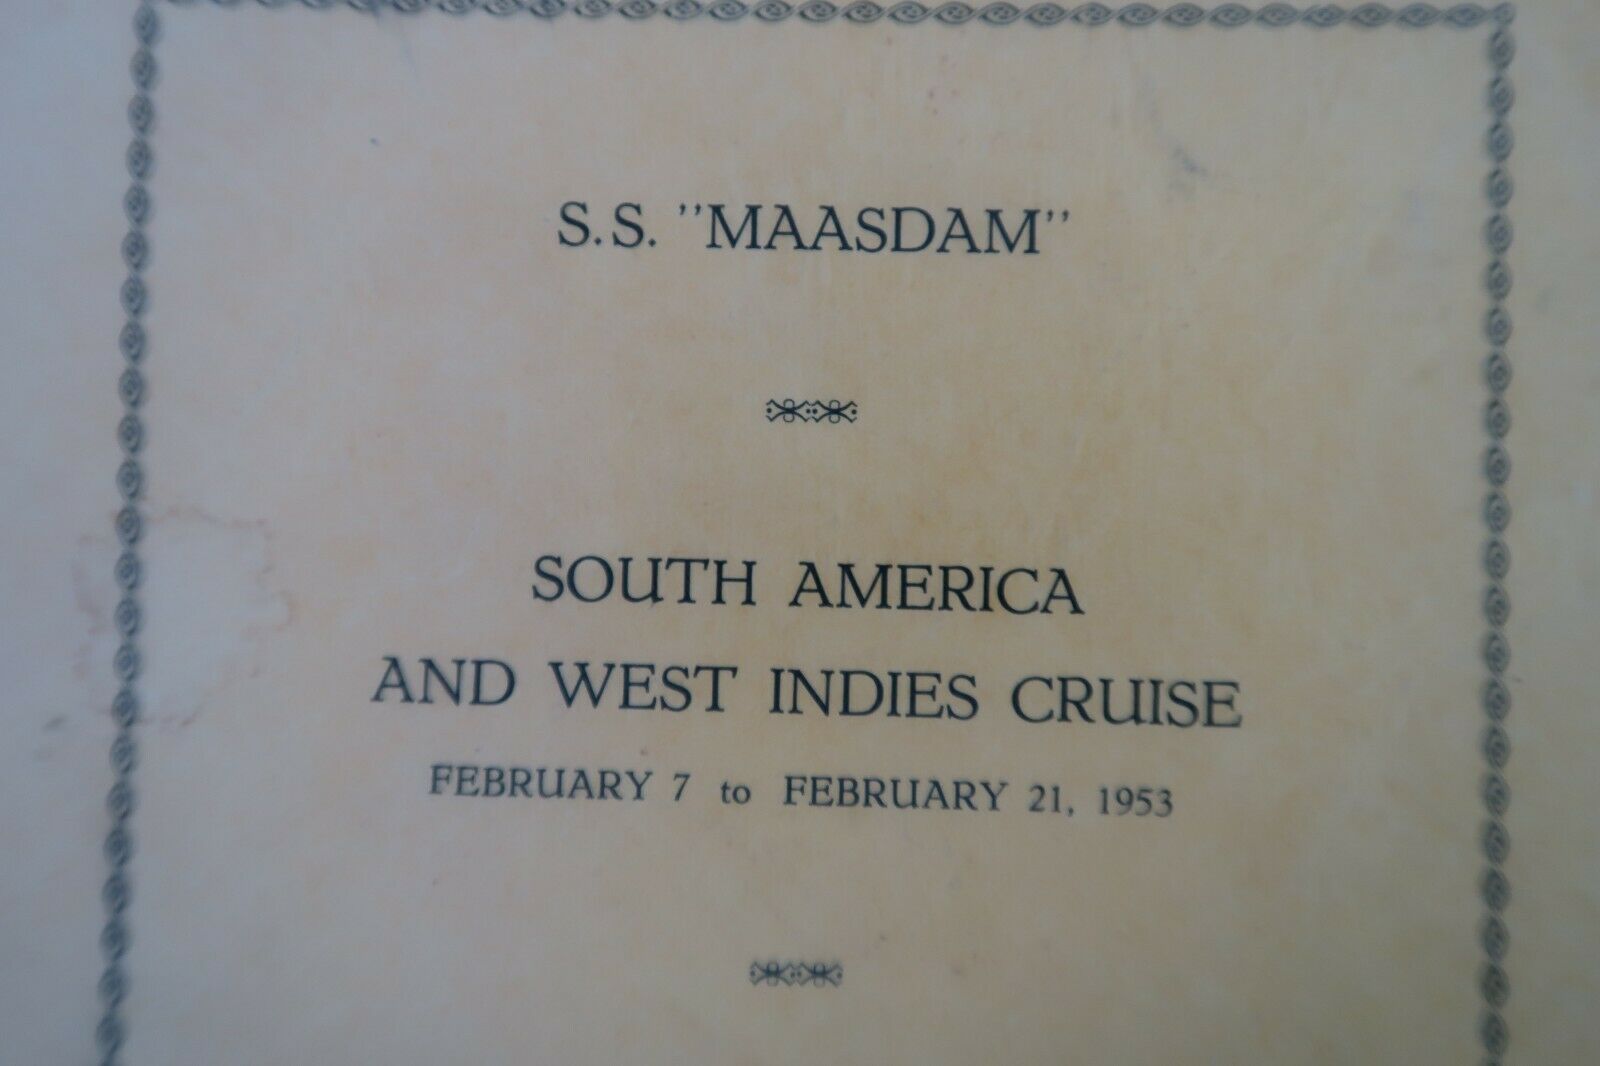 S.S. "MAASDAM"
SOUTH AMERICA
AND WEST INDIES CRUISE
FEBRUARY 7 to FEBRUARY 21, 1953